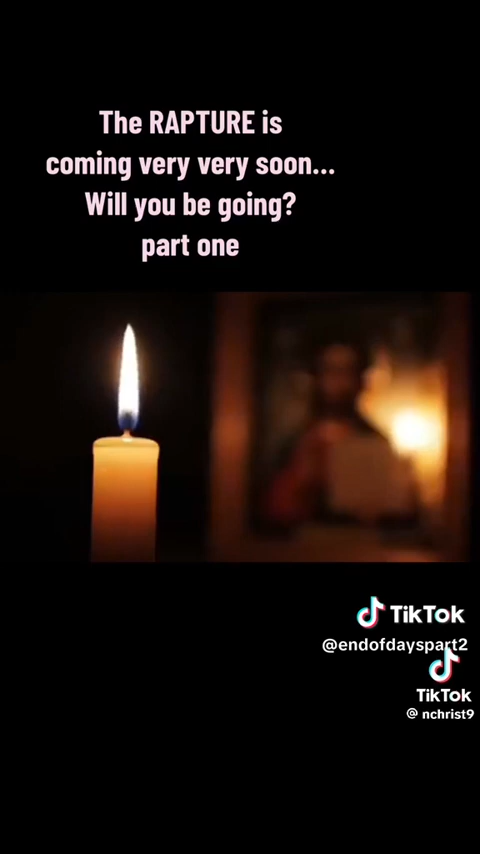 The RAPTURE is
coming very very soon...
Will you be going?
part one
TikTok
@endofdayspart2
TikTok
@ nchrist9